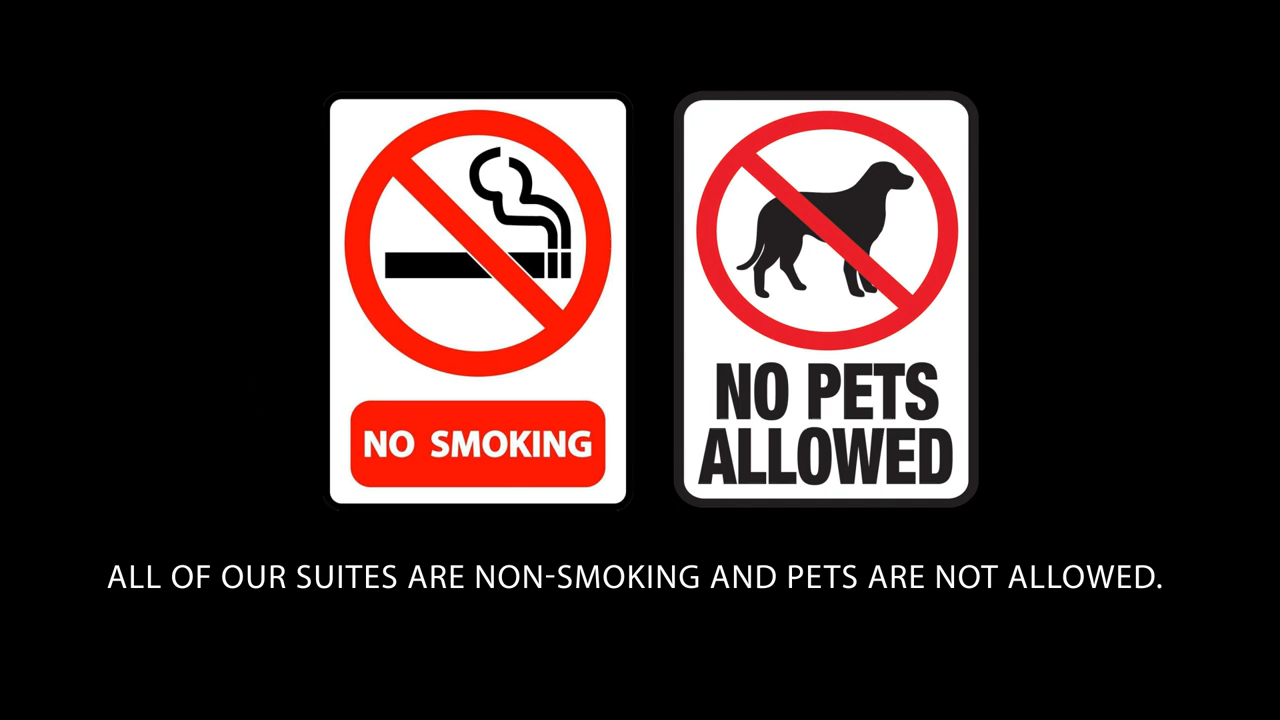 NO SMOKING
NO PETS
ALLOWED
ALL OF OUR SUITES ARE NON-SMOKING AND PETS ARE NOT ALLOWED.